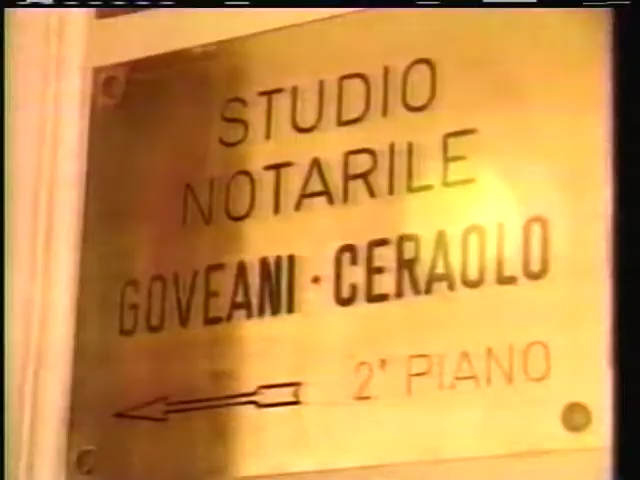 STUDIO
NOTARILE
GOVEANI · CERAOLO
2° PIANO